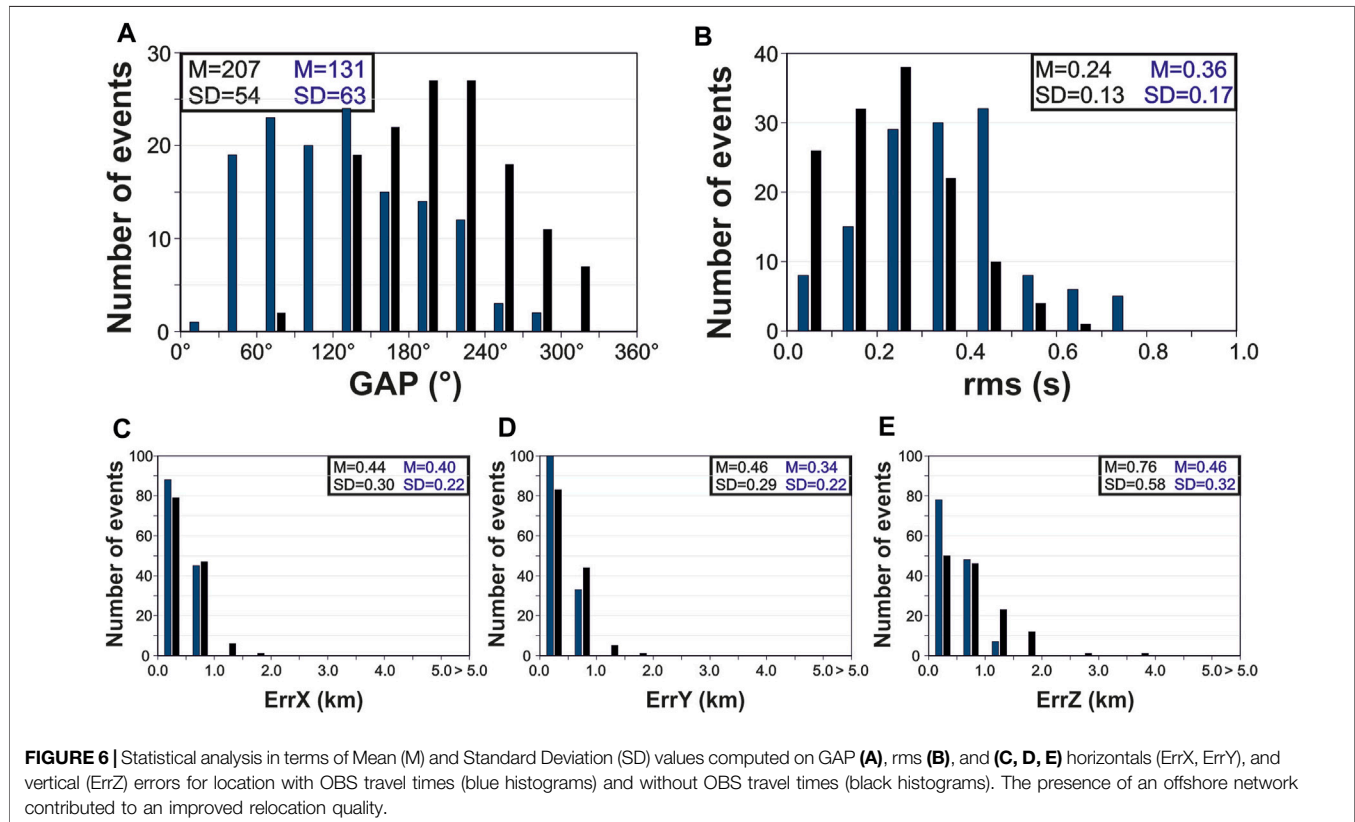 A
30
20
10
0
Number of events
M=207 M=131
SD=54 SD=63
0° 60° 120° 180° 240° 300° 360°
GAP (°)
B
40
30
20
10
0
Number of events
M=0.24 M=0.36
SD=0.13 SD=0.17
0.0 0.2 0.4 0.6 0.8 1.0
rms (s)
C
100
80
60
40
20
0
Number of events
M=0.44 M=0.40
SD=0.30 SD=0.22
0.0 1.0 2.0 3.0 4.0 5.0 > 5.0
ErrX (km)
D
100
80
60
40
20
0
Number of events
M=0.46 M=0.34
SD=0.29 SD=0.22
0.0 1.0 2.0 3.0 4.0 5.0 > 5.0
ErrY (km)
E
100
80
60
40
20
0
Number of events
M=0.76 M=0.46
SD=0.58 SD=0.32
0.0 1.0 2.0 3.0 4.0 5.0 > 5.0
ErrZ (km)
FIGURE 6 | Statistical analysis in terms of Mean (M) and Standard Deviation (SD) values computed on GAP (A), rms (B), and (C, D, E) horizontals (ErrX, ErrY), and
vertical (ErrZ) errors for location with OBS travel times (blue histograms) and without OBS travel times (black histograms). The presence of an offshore network
contributed to an improved relocation quality.